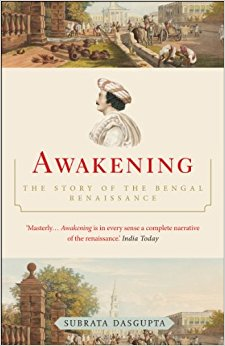 AWAKENING
THE STORY OF THE BENGAL
RENAISSANCE
'Masterly... Awakening is in every sense a complete narrative
of the renaissance.' India Today
SUBRATA DASGUPTA